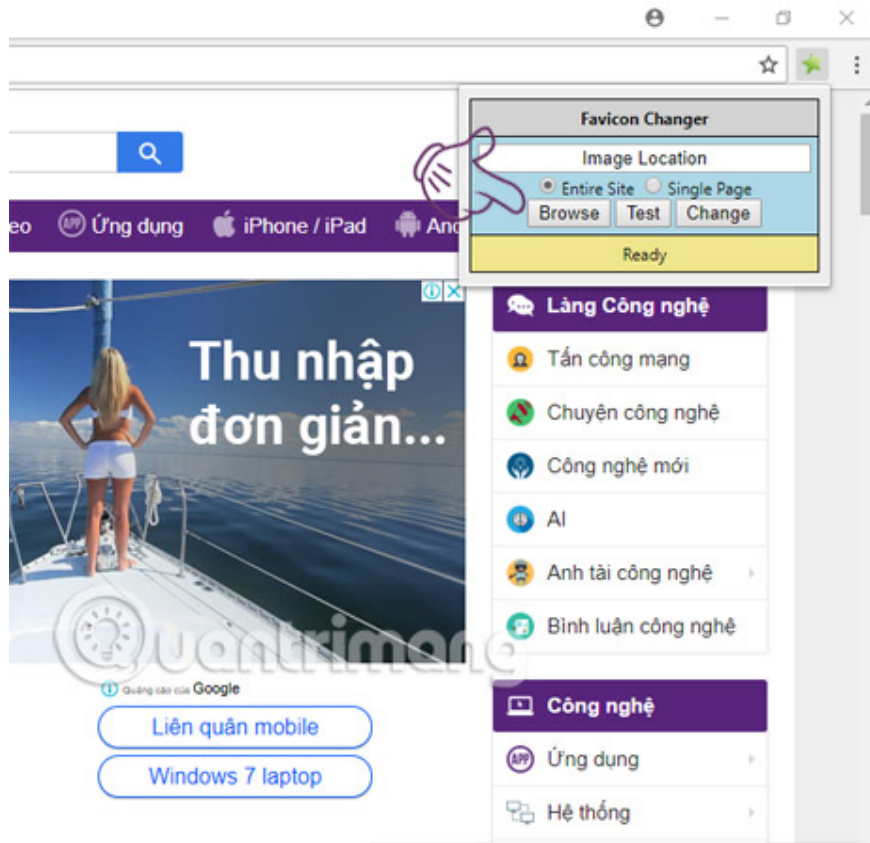 Favicon Changer
Image Location
Entire Site Single Page
Browse Test Change
Ready
eo Ứng dụng iPhone / iPad And
Thu nhập
đơn giản...
Làng Công nghệ
Tấn công mạng
Chuyện công nghệ
Công nghệ mới
AI
Anh tài công nghệ
Bình luận công nghệ
Quantrimang
Quảng cáo của Google
Liên quân mobile
Windows 7 laptop
Công nghệ
APP Ứng dụng
Hệ thống